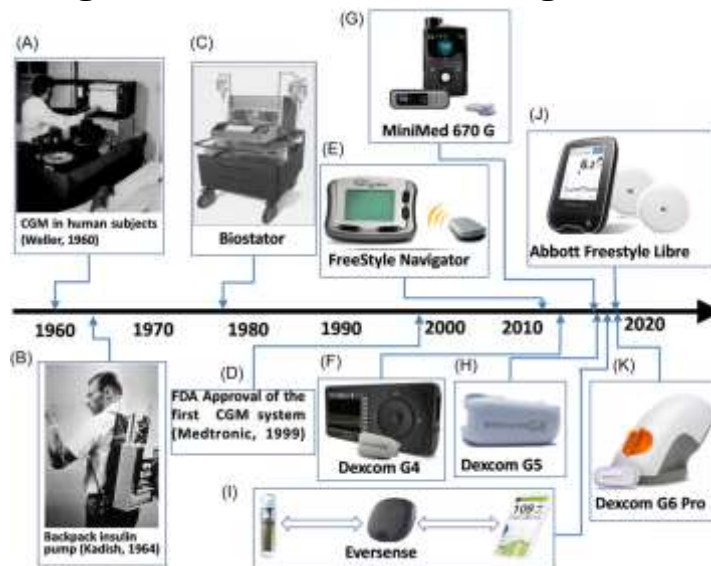 (A)
CGM in human subjects
(Weller, 1960)
(C)
Biostator
(G)
MiniMed 670 G
(E)
FreeStyle Navigator
(J)
Abbott Freestyle Libre
1960 1970 1980 1990 2000 2010 2020
(B)
Backpack insulin
pump (Kadish, 1964)
(D)
FDA Approval of the
first CGM system
(Medtronic, 1999)
(F)
Dexcom G4
(H)
Dexcom G5
(K)
Dexcom G6 Pro
(I)
Eversense